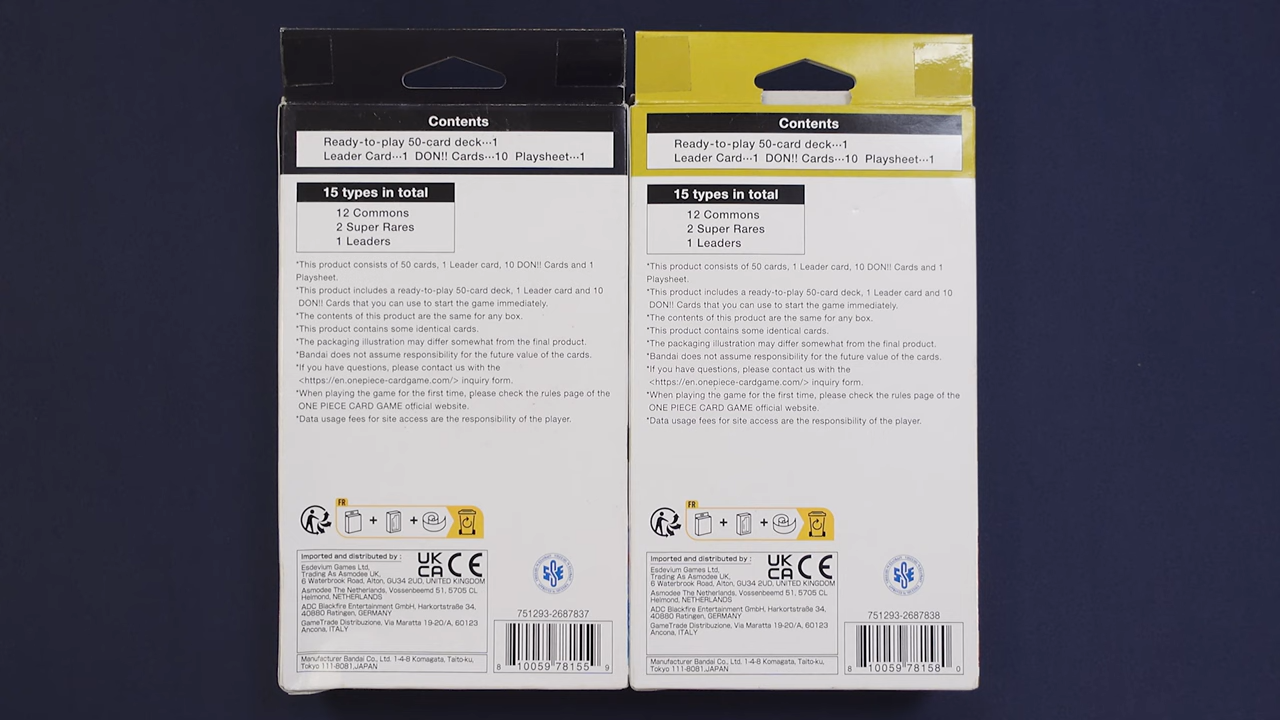 Contents
Ready-to-play 50-card deck···1
Leader Card···1 DON!! Cards···10 Playsheet···1
15 types in total
12 Commons
2 Super Rares
1 Leaders
*This product consists of 50 cards, 1 Leader card, 10 DON!! Cards and 1
Playsheet.
*This product includes a ready-to-play 50-card deck, 1 Leader card and 10
DON!! Cards that you can use to start the game immediately.
*The contents of this product are the same for any box.
*This product contains some identical cards.
*The packaging illustration may differ somewhat from the final product.
*Bandai does not assume responsibility for the future value of the cards.
*If you have questions, please contact us with the
<https://en.onepiece-cardgame.com/> inquiry form.
*When playing the game for the first time, please check the rules page of the
ONE PIECE CARD GAME official website.
*Data usage fees for site access are the responsibility of the player.
FR
Imported and distributed by :
UK
CA CE
Esdevium Games Ltd,
Trading As Asmodee UK,
6 Waterbrook Road, Alton, GU34 2UD, UNITED KINGDOM
Asmodee The Netherlands, Vossenbeemd 51, 5705 CL
Helmond, NETHERLANDS
ADC Blackfire Entertainment GmbH, Harkortstraße 34,
40880 Ratingen, GERMANY
GameTrade Distribuzione, Via Maratta 19-20/A, 60123
Ancona, ITALY
Manufacturer Bandai Co., Ltd. 1-4-8 Komagata, Taito-ku,
Tokyo 111-8081,JAPAN
751293-2687837
8 10059 78155 9
Contents
Ready-to-play 50-card deck···1
Leader Card···1 DON!! Cards···10 Playsheet···1
15 types in total
12 Commons
2 Super Rares
1 Leaders
*This product consists of 50 cards, 1 Leader card, 10 DON!! Cards and 1
Playsheet.
*This product includes a ready-to-play 50-card deck, 1 Leader card and 10
DON!! Cards that you can use to start the game immediately.
*The contents of this product are the same for any box.
*This product contains some identical cards.
*The packaging illustration may differ somewhat from the final product.
*Bandai does not assume responsibility for the future value of the cards.
*If you have questions, please contact us with the
<https://en.onepiece-cardgame.com/> inquiry form.
*When playing the game for the first time, please check the rules page of the
ONE PIECE CARD GAME official website.
*Data usage fees for site access are the responsibility of the player.
FR
Imported and distributed by :
UK
CA CE
Esdevium Games Ltd,
Trading As Asmodee UK,
6 Waterbrook Road, Alton, GU34 2UD, UNITED KINGDOM
Asmodee The Netherlands, Vossenbeemd 51, 5705 CL
Helmond, NETHERLANDS
ADC Blackfire Entertainment GmbH, Harkortstraße 34,
40880 Ratingen, GERMANY
GameTrade Distribuzione, Via Maratta 19-20/A, 60123
Ancona, ITALY
Manufacturer Bandai Co., Ltd. 1-4-8 Komagata, Taito-ku,
Tokyo 111-8081,JAPAN
751293-2687838
8 10059 78158 0